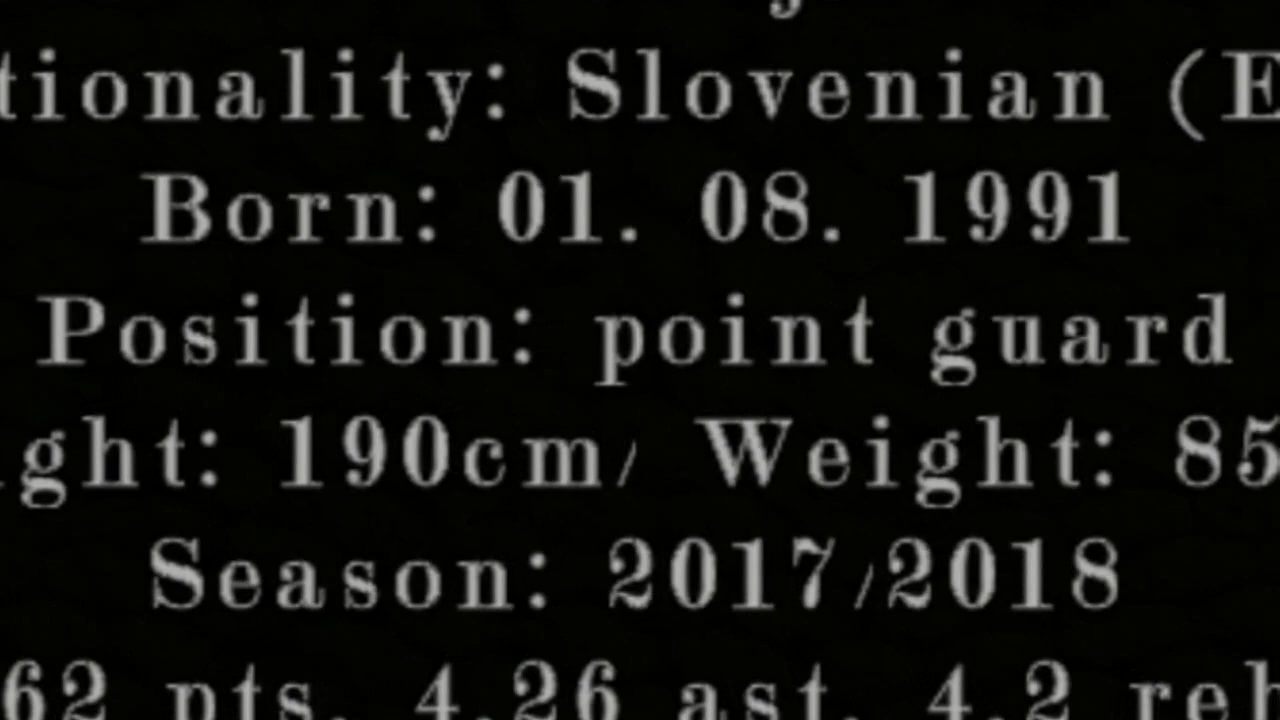 tionality: Slovenian (E
Born: 01. 08. 1991
Position: point guard
ght: 190cm/ Weight: 85
Season: 2017/2018
62 pts, 4.26 ast, 4.2 reb